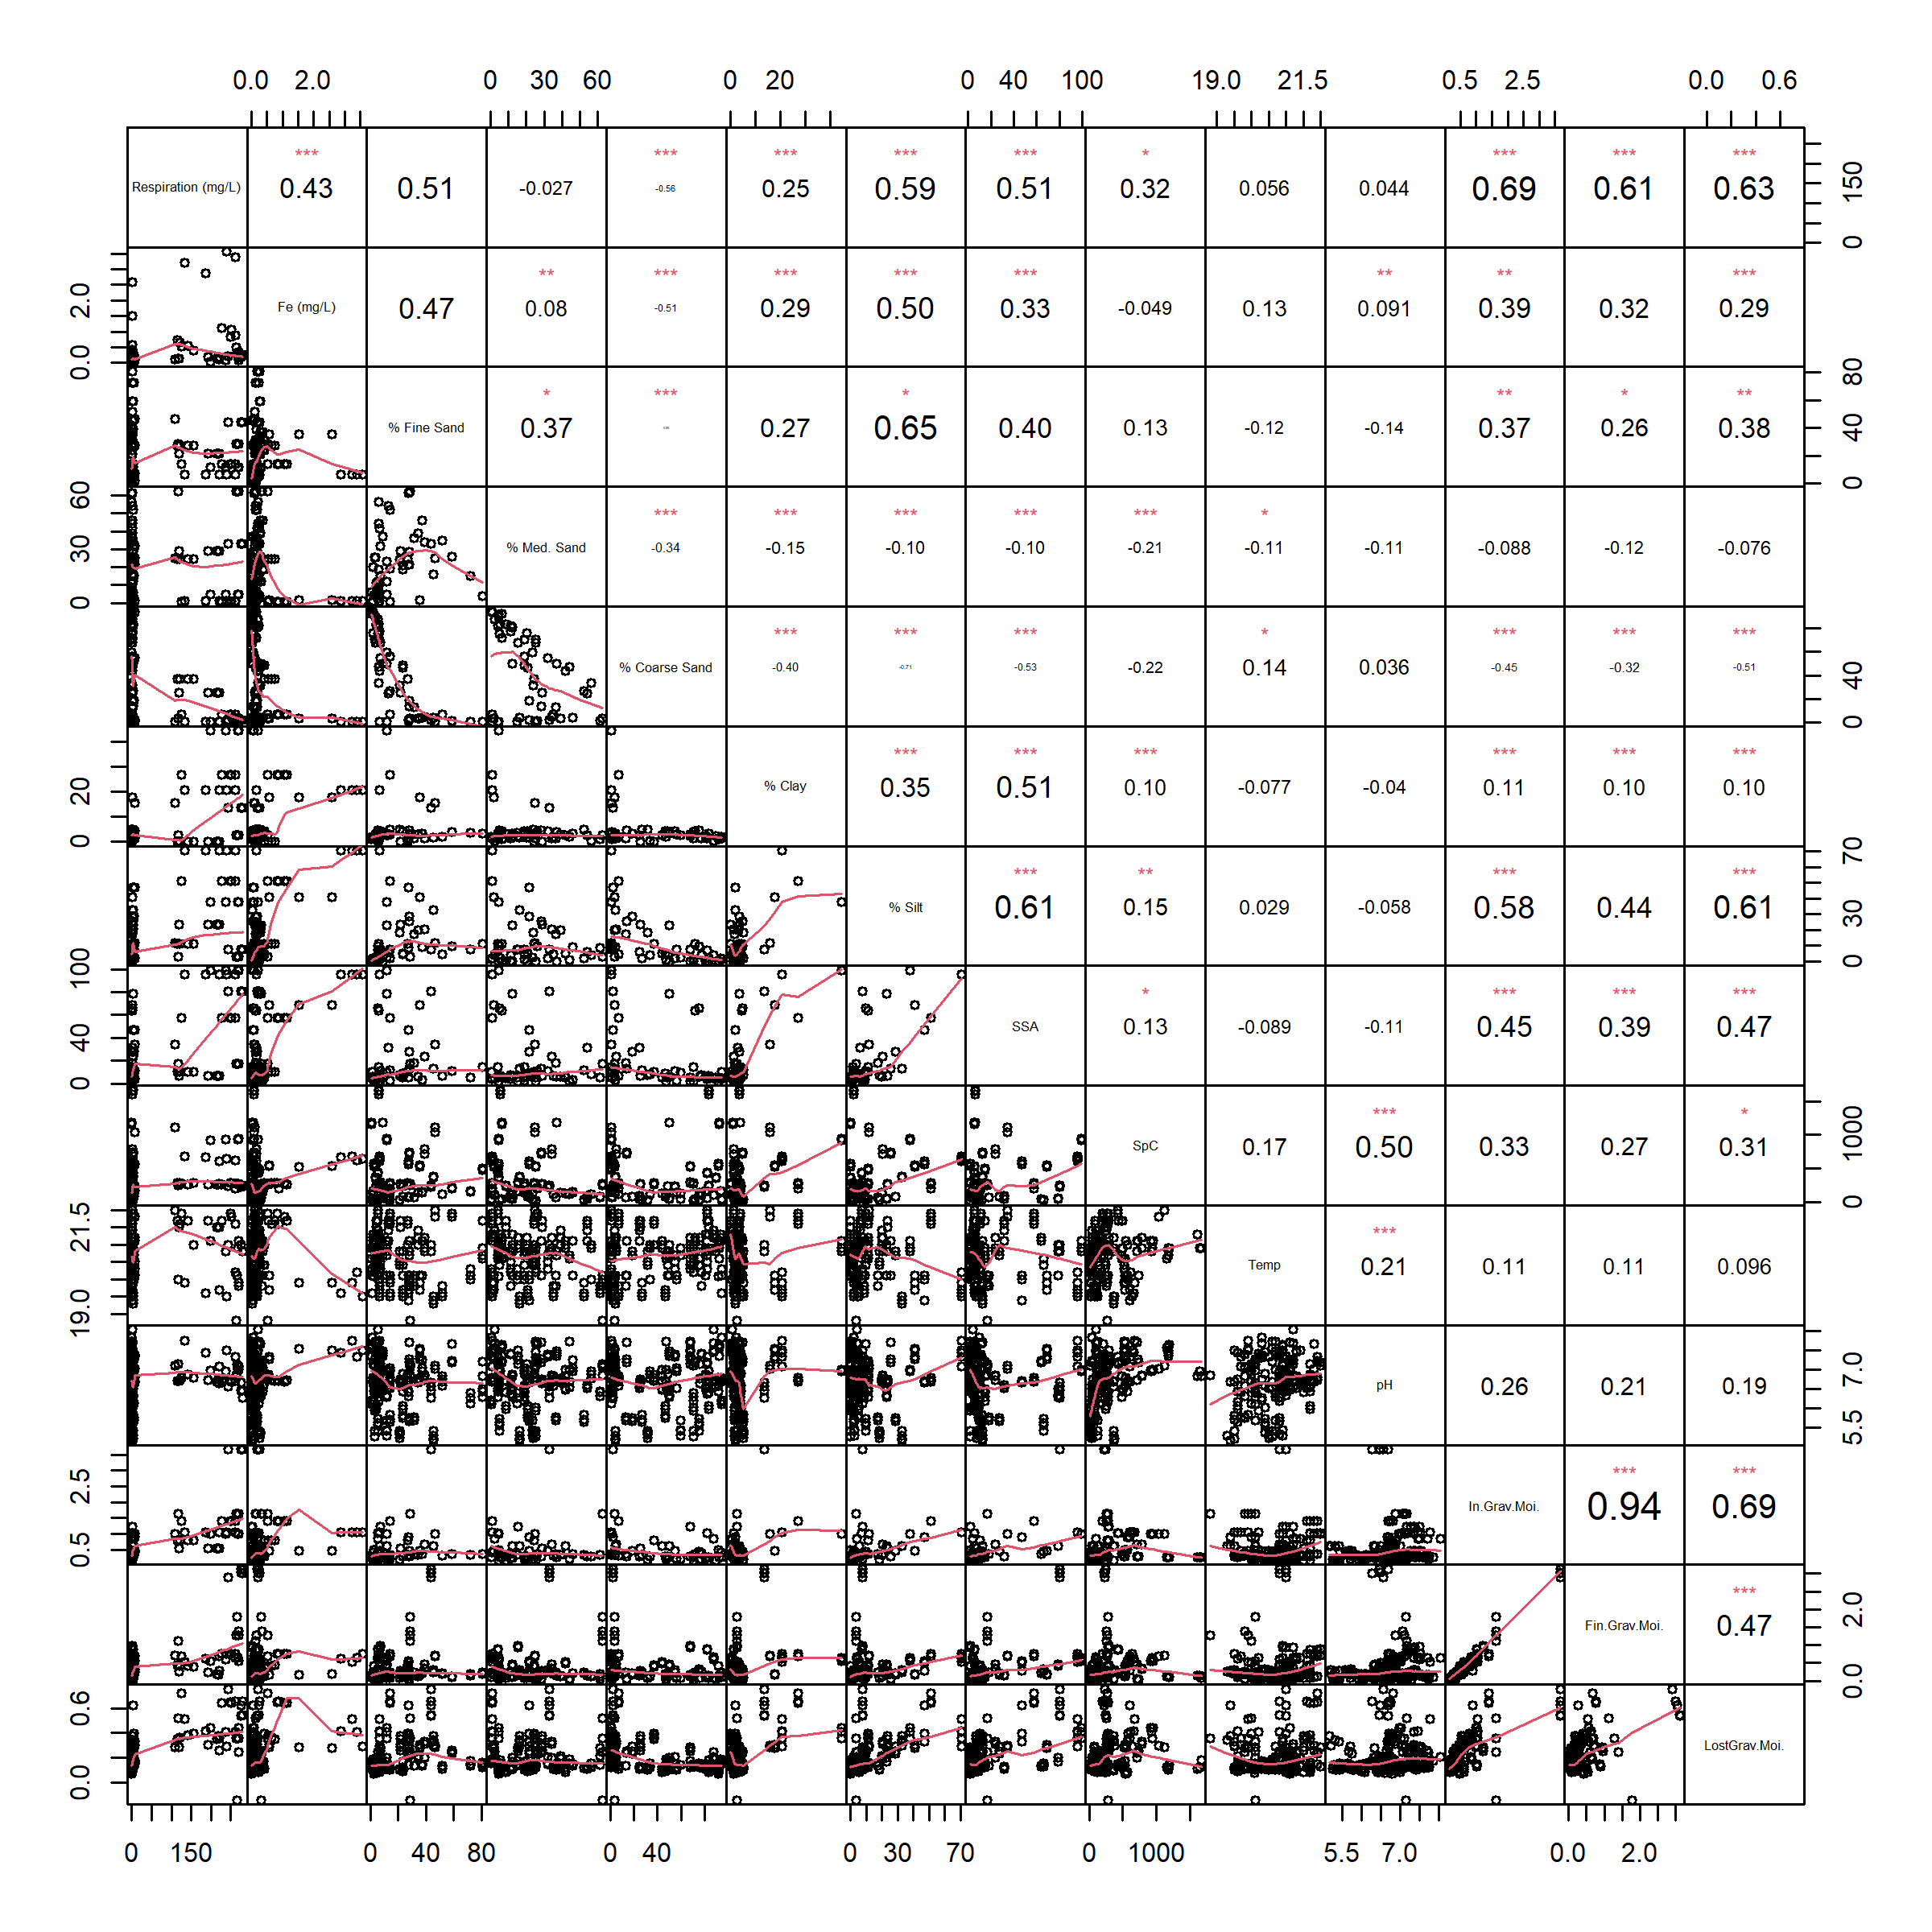 0.0 2.0 0 30 60 0 20 0 40 100 19.0 21.5 0.5 2.5 0.0 0.6
*** *** *** *** *** * *** *** ***
Respiration (mg/L) 0.43 0.51 -0.027 -0.56 0.25 0.59 0.51 0.32 0.056 0.044 0.69 0.61 0.63 0 150
** *** *** *** *** ** ** ***
0.0 2.0 Fe (mg/L) 0.47 0.08 -0.51 0.29 0.50 0.33 -0.049 0.13 0.091 0.39 0.32 0.29
* *** * ** * **
% Fine Sand 0.37 0.27 0.65 0.40 0.13 -0.12 -0.14 0.37 0.26 0.38 0 40 80
*** *** *** *** *** *
0 30 60 % Med. Sand -0.34 -0.15 -0.10 -0.10 -0.21 -0.11 -0.11 -0.088 -0.12 -0.076
*** *** *** * *** *** ***
% Coarse Sand -0.40 -0.71 -0.53 -0.22 0.14 0.036 -0.45 -0.32 -0.51 0 40
*** *** *** *** *** ***
0 20 % Clay 0.35 0.51 0.10 -0.077 -0.04 0.11 0.10 0.10
*** ** *** ***
% Silt 0.61 0.15 0.029 -0.058 0.58 0.44 0.61 0 30 70
* *** *** ***
0 40 100 SSA 0.13 -0.089 -0.11 0.45 0.39 0.47
*** *
SpC 0.17 0.50 0.33 0.27 0.31 0 1000
***
19.0 21.5 Temp 0.21 0.11 0.11 0.096
pH 0.26 0.21 0.19 5.5 7.0
*** ***
0.5 2.5 In.Grav.Moi. 0.94 0.69
***
Fin.Grav.Moi. 0.47 0.0 2.0
0.0 0.6 LostGrav.Moi.
0 150 0 40 80 0 40 0 30 70 0 1000 5.5 7.0 0.0 2.0